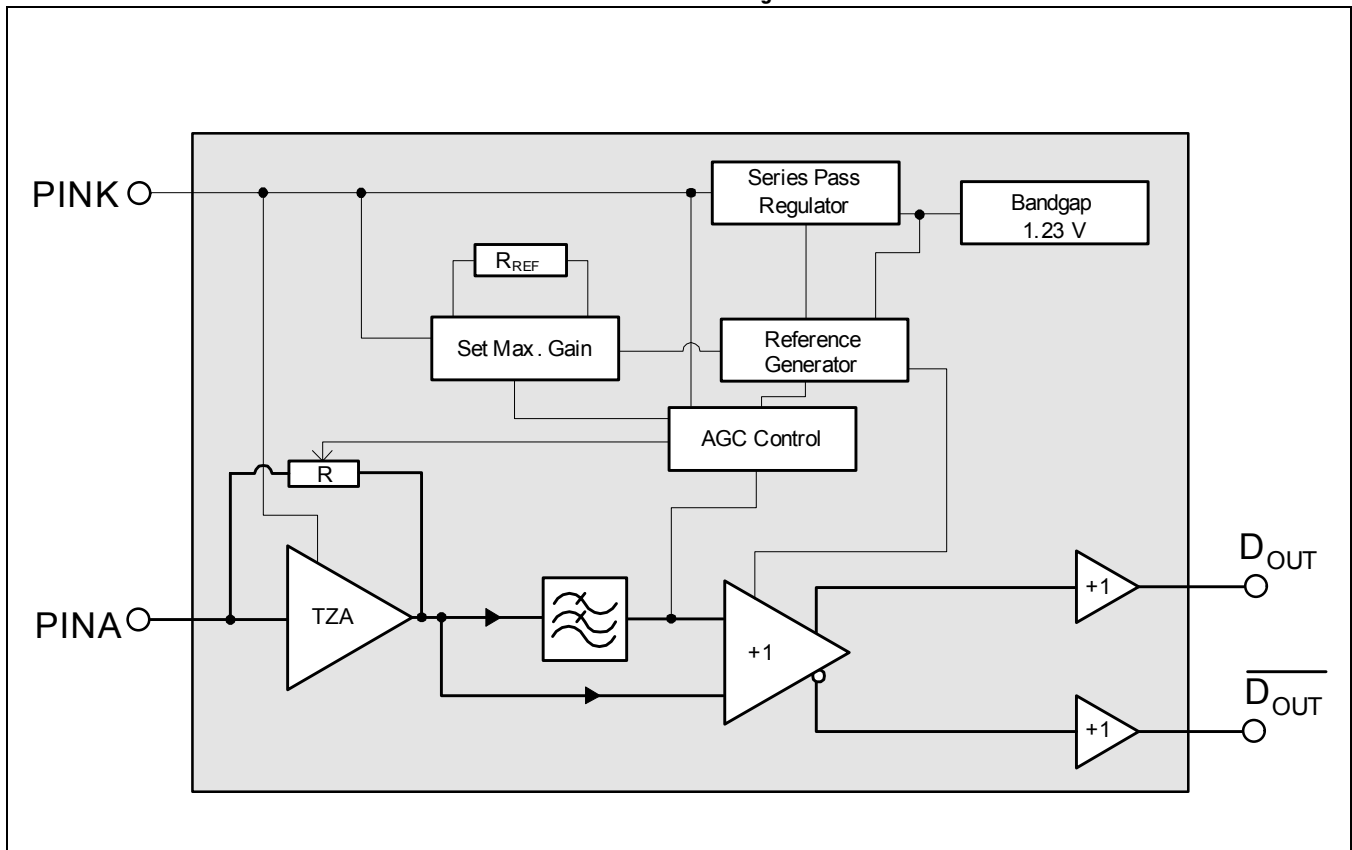 PINK
Series Pass
Regulator
Bandgap
1.23 V
RREF
Set Max. Gain
Reference
Generator
AGC Control
R
PINA
TZA
+1
+1
DOUT
+1
DOUT